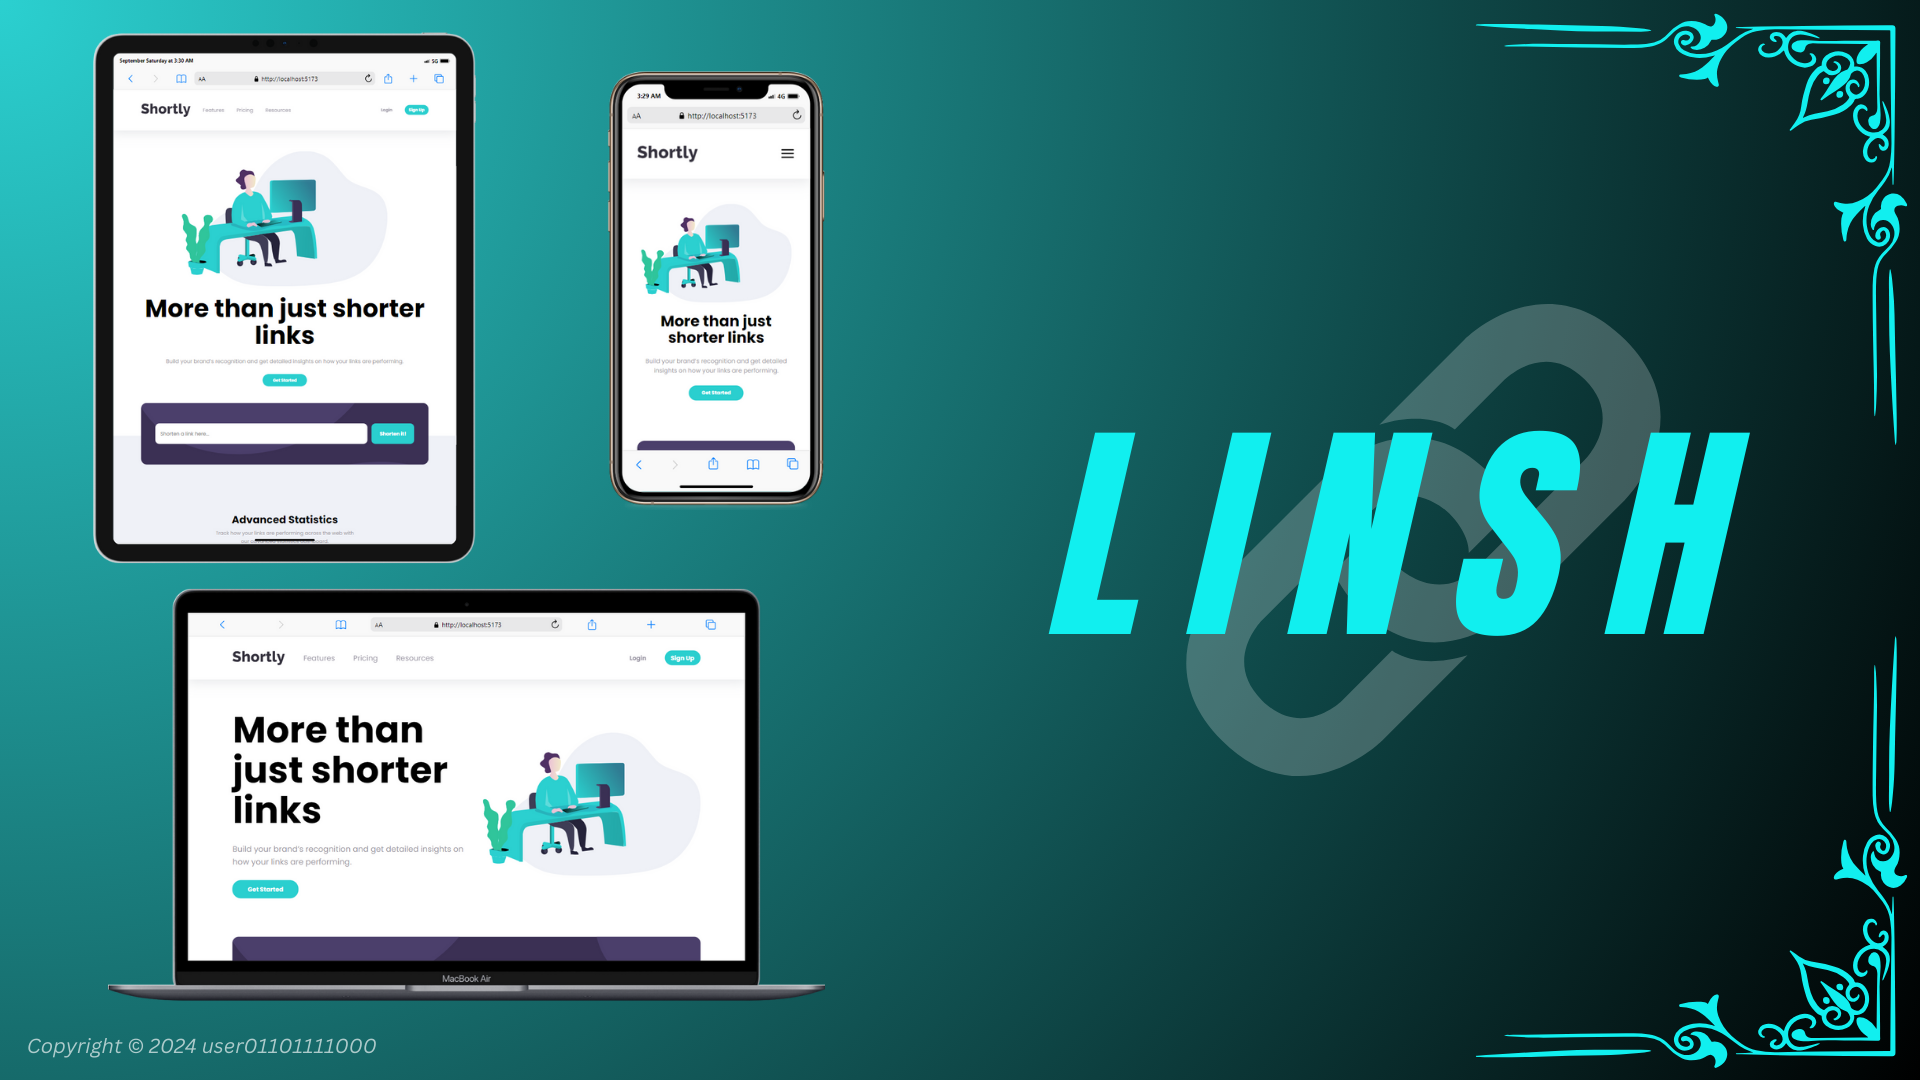 September Saturday at 3:30 AM
5G
AA
http://localhost:5173
Shortly
Features
Pricing
Resources
Login
Sign Up
More than just shorter
links
Build your brand's recognition and get detailed insights on how your links are performing.
Get Started
Shorten a link here...
Shorten it!
Advanced Statistics
Track how your links are performing across the web with
3:29 AM
4G
AA
http://localhost:5173
Shortly
More than just
shorter links
Build your brand's recognition and get detailed
insights on how your links are performing.
Get Started
AA
http://localhost:5173
Shortly
Features
Pricing
Resources
Login
Sign Up
More than
just shorter
links
Build your brand's recognition and get detailed insights on
how your links are performing.
Get Started
MacBook Air
LINSH
Copyright © 2024 user01101111000